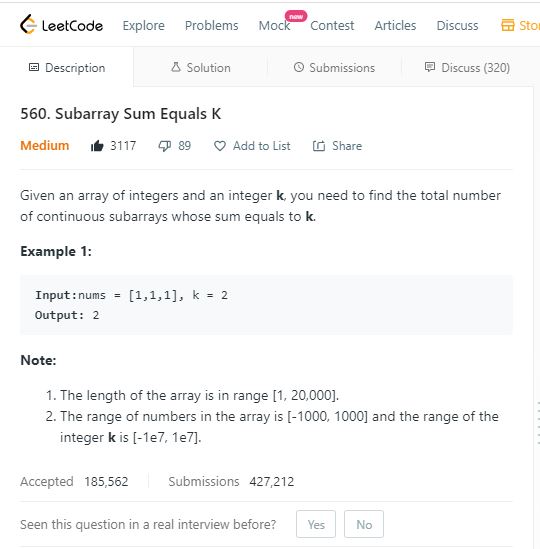 LeetCode Explore Problems Mock new Contest Articles Discuss Sto
Description Solution Submissions Discuss (320)
560. Subarray Sum Equals K
Medium 3117 89 Add to List Share
Given an array of integers and an integer k, you need to find the total number
of continuous subarrays whose sum equals to k.
Example 1:
Input:nums = [1,1,1], k = 2
Output: 2
Note:
1. The length of the array is in range [1, 20,000].
2. The range of numbers in the array is [-1000, 1000] and the range of the
integer k is [-1e7, 1e7].
Accepted 185,562 Submissions 427,212
Seen this question in a real interview before? Yes No